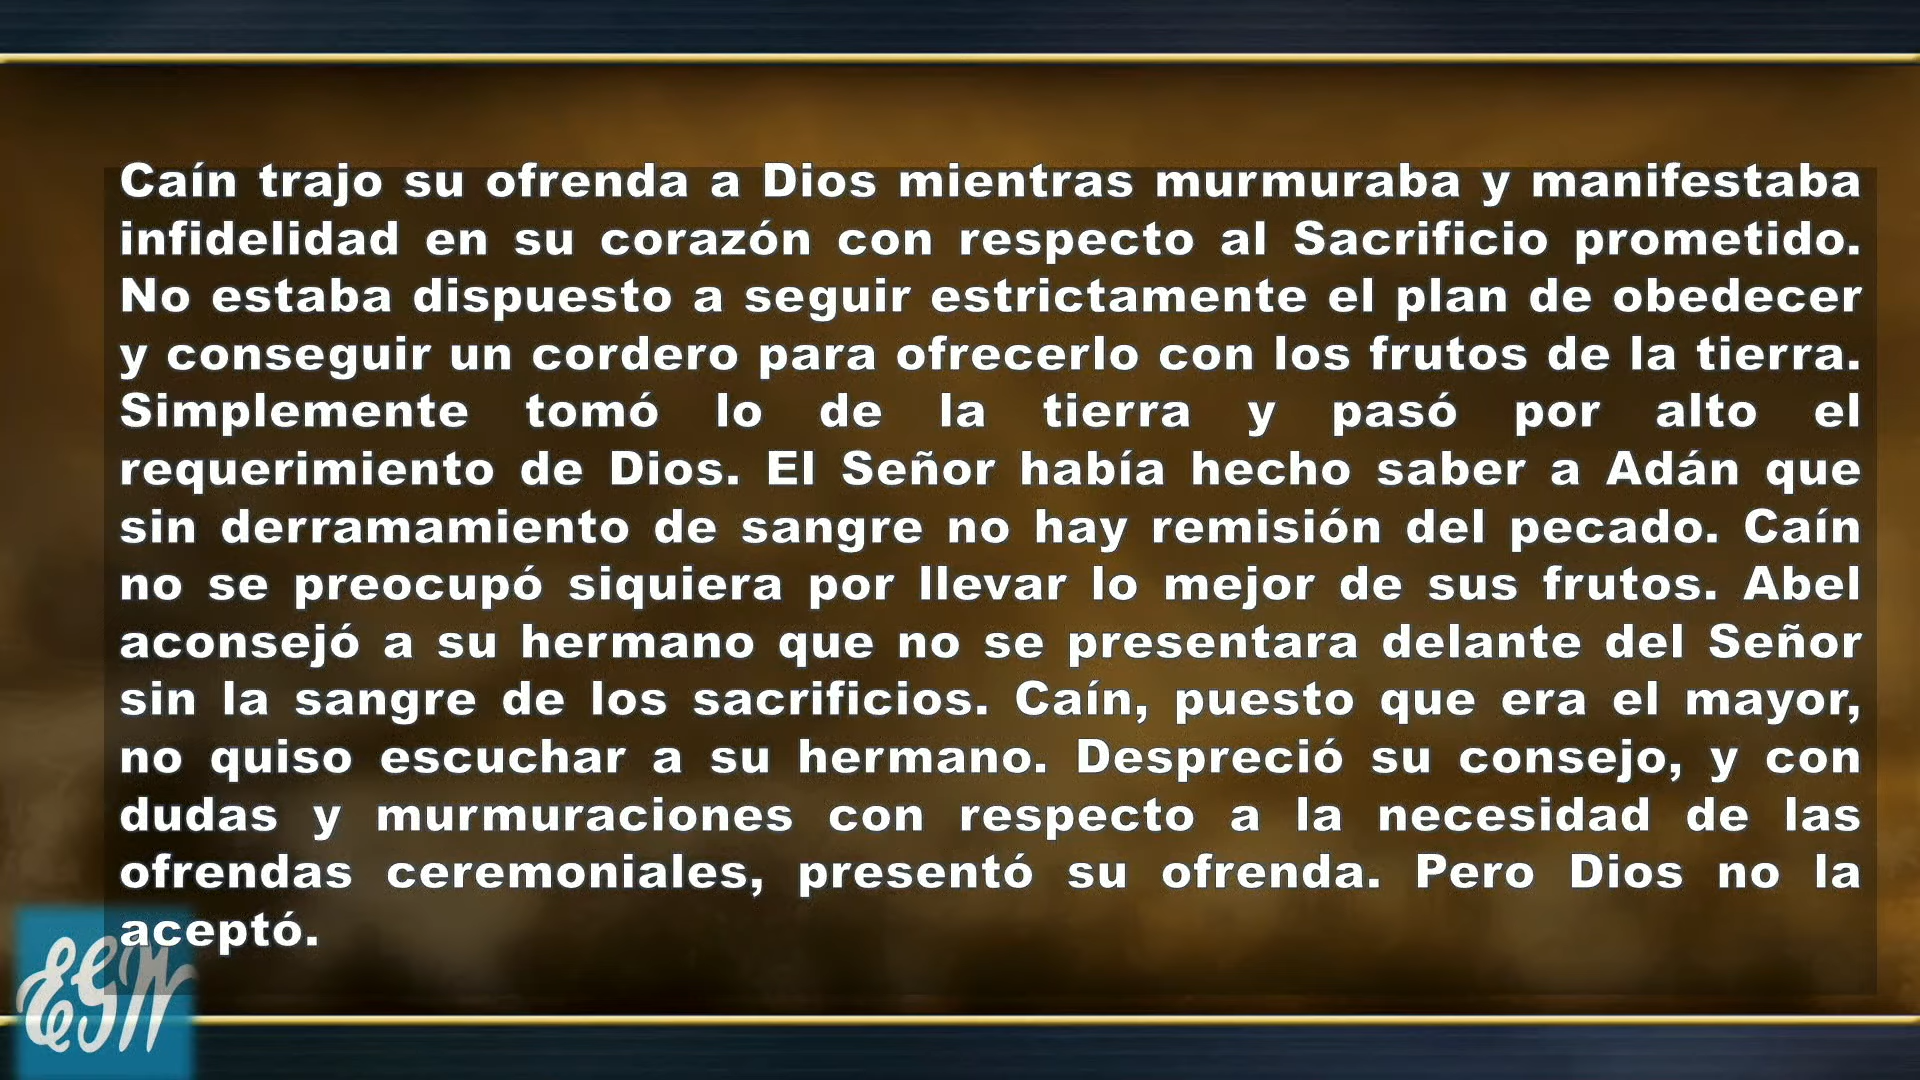 Caín trajo su ofrenda a Dios mientras murmuraba y manifestaba
infidelidad en su corazón con respecto al Sacrificio prometido.
No estaba dispuesto a seguir estrictamente el plan de obedecer
y conseguir un cordero para ofrecerlo con los frutos de la tierra.
Simplemente tomó lo de la tierra y pasó por alto el
requerimiento de Dios. El Señor había hecho saber a Adán que
sin derramamiento de sangre no hay remisión del pecado. Caín
no se preocupó siquiera por llevar lo mejor de sus frutos. Abel
aconsejó a su hermano que no se presentara delante del Señor
sin la sangre de los sacrificios. Caín, puesto que era el mayor,
no quiso escuchar a su hermano. Despreció su consejo, y con
dudas y murmuraciones con respecto a la necesidad de las
ofrendas ceremoniales, presentó su ofrenda. Pero Dios no la
aceptó.
EGW